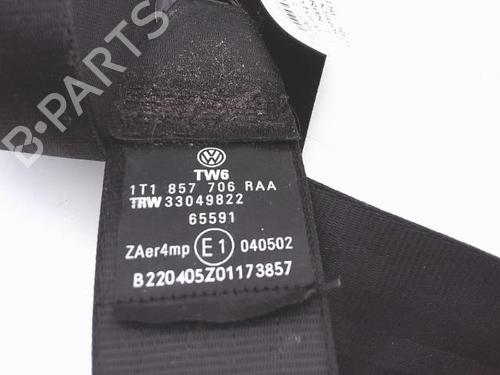 B-PARTS
TW6
1T1 857 706 RAA
TRW 33049822
65591
ZAer4mp E1 040502
B220405Z01173857